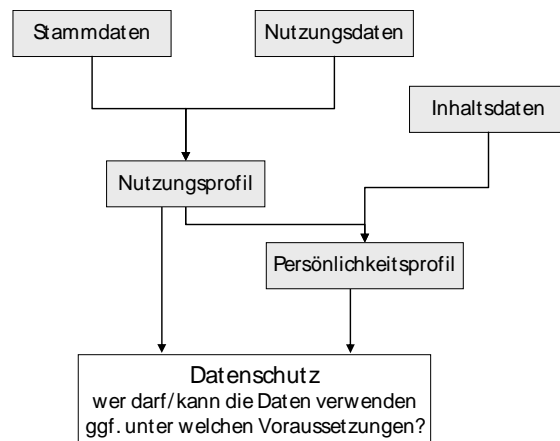 Stammdaten
Nutzungsdaten
Inhaltsdaten
Nutzungsprofil
Persönlichkeitsprofil
Datenschutz
wer darf/kann die Daten verwenden
ggf. unter welchen Voraussetzungen?